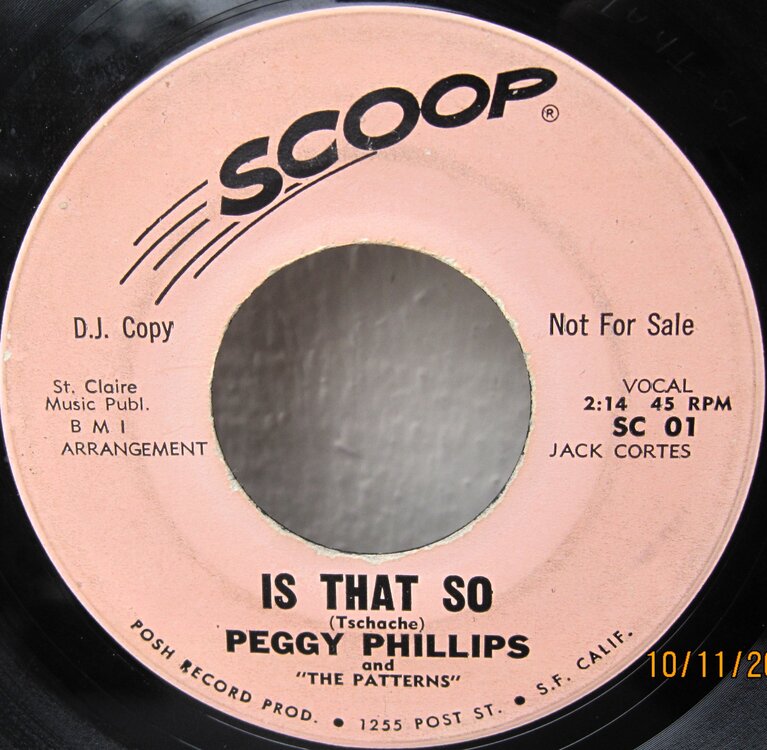 SCOOP ®
D.J. Copy
Not For Sale
St. Claire
Music Publ.
B M I
ARRANGEMENT
VOCAL
2:14 45 RPM
SC 01
JACK CORTES
IS THAT SO
(Tschache)
PEGGY PHILLIPS
and
"THE PATTERNS"
POSH RECORD PROD. • 1255 POST ST. • S.F. CALIF.
10/11/20